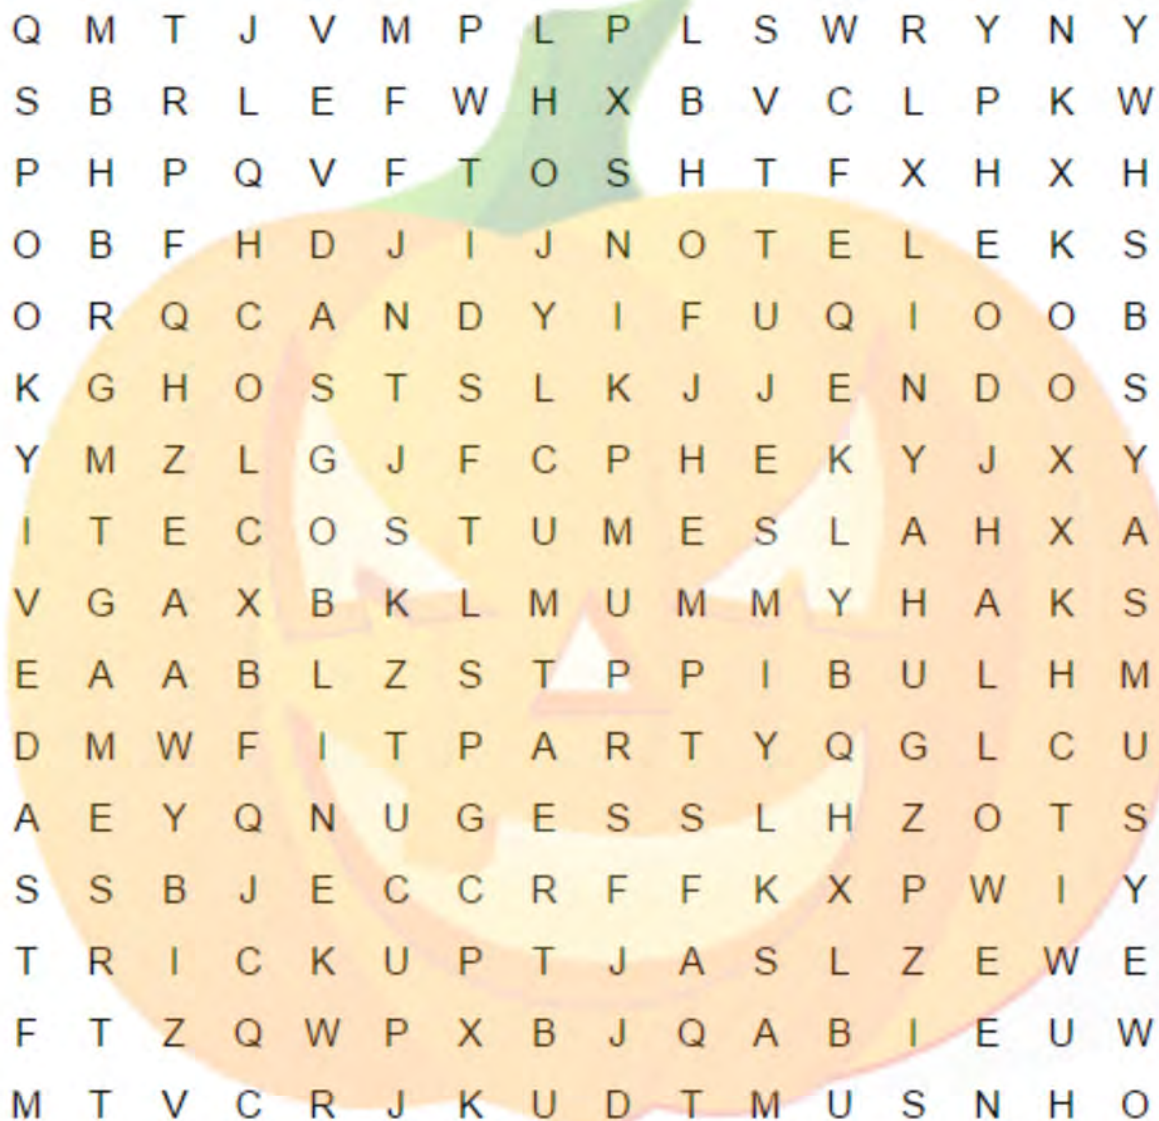 Q M T J V M P L P L S W R Y N Y
S B R L E F W H X B V C L P K W
P H P Q V F T O S H T F X H X H
O B F H D J I J N O T E L E K S
O R Q C A N D Y I F U Q I O O B
K G H O S T S L K J J E N D O S
Y M Z L G J F C P H E K Y J X Y
I T E C O S T U M E S L A H X A
V G A X B K L M U M M Y H A K S
E A A B L Z S T P P I B U L H M
D M W F I T P A R T Y Q G L C U
A E Y Q N U G E S S L H Z O T S
S S B J E C C R F F K X P W I Y
T R I C K U P T J A S L Z E W E
F T Z Q W P X B J Q A B I E U W
M T V C R J K U D T M U S N H O